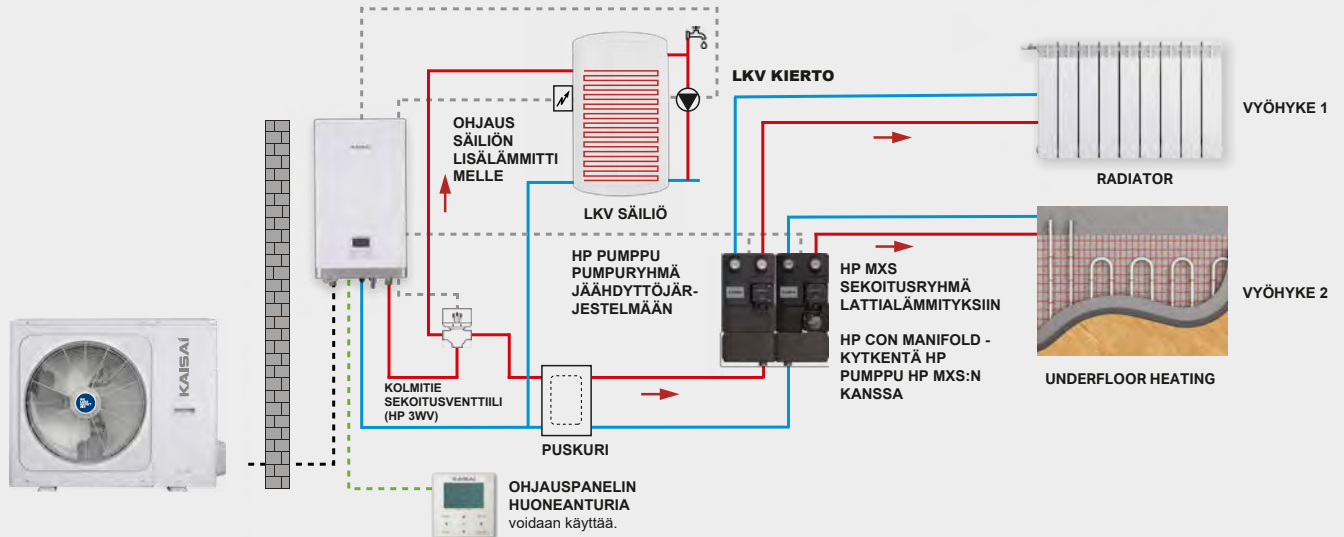 LKV KIERTO
OHJAUS
SÄILIÖN
LISÄLÄMMITTI
MELLE
LKV SÄILIÖ
VYÖHYKE 1
RADIATOR
KAISAI
HP PUMPPU
PUMPURYHMÄ
JÄÄHDYTTÖJÄR-
JESTELMÄÄN
HP MXS
SEKOITUSRYHMÄ
LATTIALÄMMITYKSIIN
HP CON MANIFOLD -
KYTKENTÄ HP
PUMPPU HP MXS:N
KANSSA
VYÖHYKE 2
UNDERFLOOR HEATING
KAISAI
KOLMITIE
SEKOITUSVENTTIILI
(HP 3WV)
PUSKURI
KAISAI
OHJAUSPANELIN
HUONEANTURIA
voidaan käyttää.